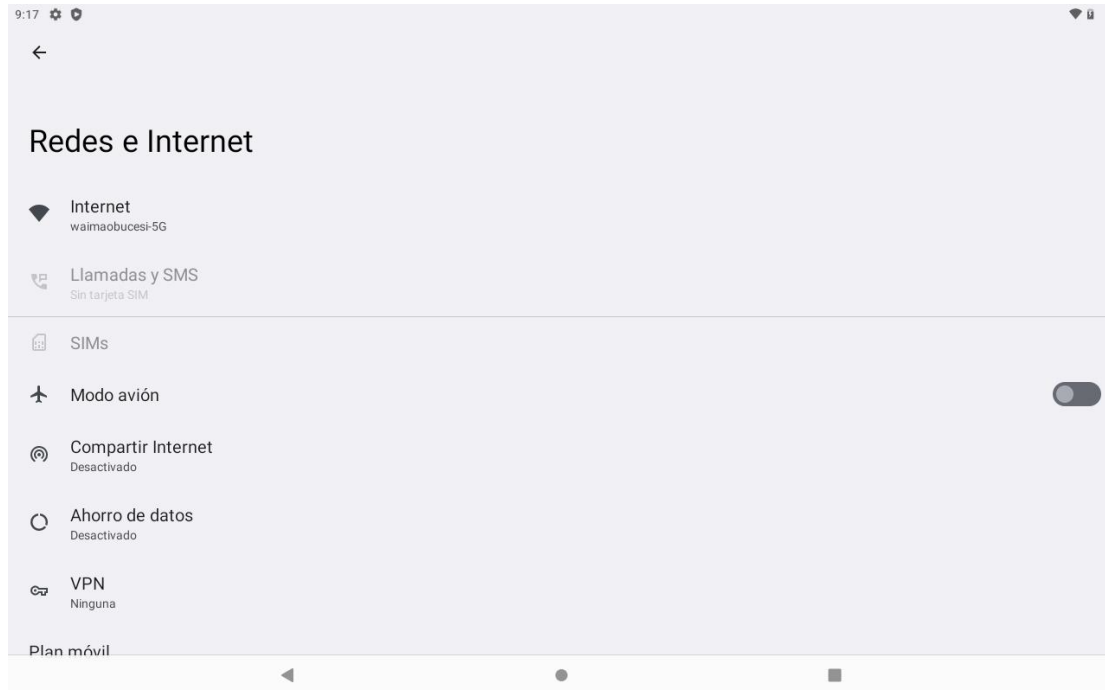 9:17
Redes e Internet
Internet
waimaobucesi-5G
Llamadas y SMS
Sin tarjeta SIM
SIMs
Modo avión
Compartir Internet
Desactivado
Ahorro de datos
Desactivado
VPN
Ninguna
Plan móvil